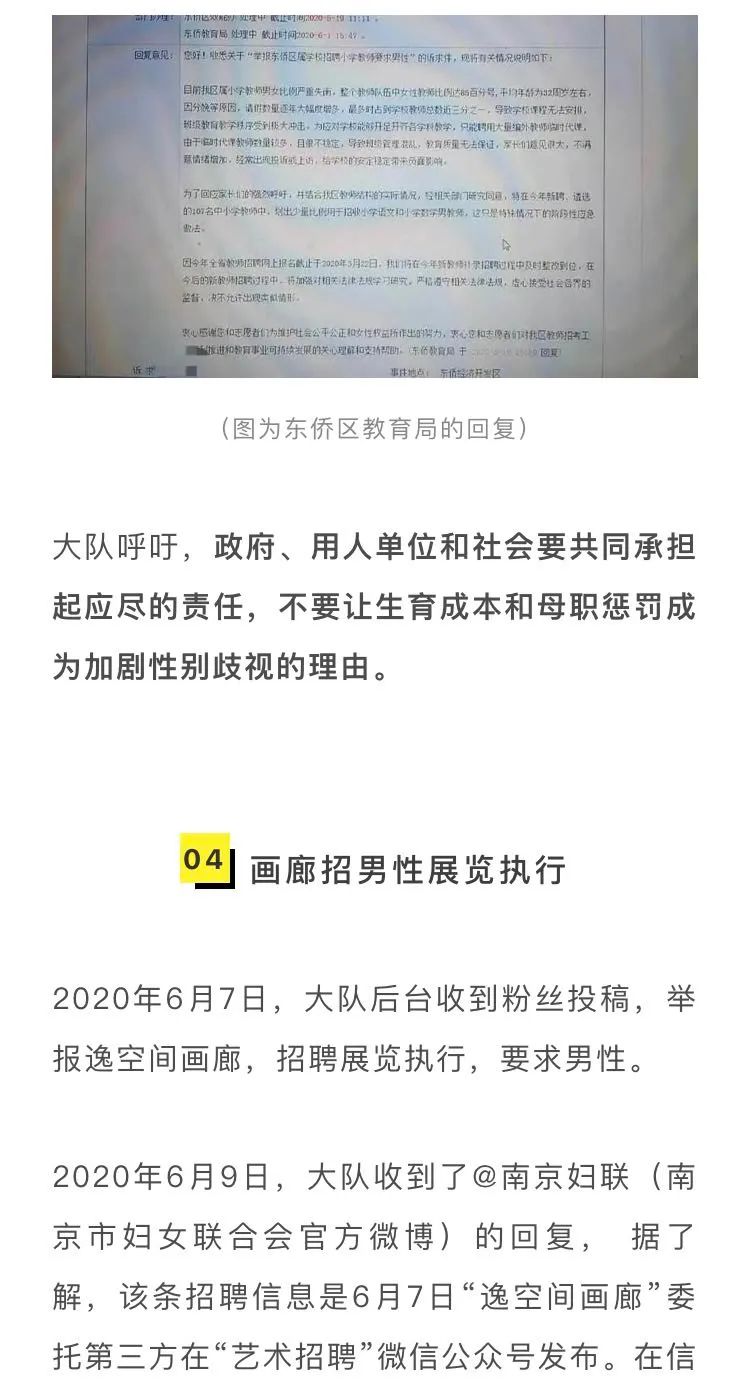 东侨教育局 处理中 截止时间2020-6-1 15:47 。
回复意见:
您好！收悉关于“举报东侨区属学校招聘小学教师要求男性”的诉求件，现将有关情况说明如下：
目前我区属小学教师男女比例严重失衡，整个教师队伍中女性教师比例达85百分号，平均年龄为32周岁左右，
因分娩等原因，请假数量逐年大幅度增多，最多时占到学校教师总数近三分之一，导致学校课程无法安排，
班级教育教学秩序受到极大冲击，为应对学校能够开足开齐各学科教学，只能聘用大量编外教师临时代课，
由于临时代课教师数量较多，且很不稳定，导致班级管理混乱，教育质量无法保证，家长们意见很大，不满
意情绪增加，经常出现投诉或上访，给学校的安定稳定带来负面影响。
为了回应家长们的强烈呼吁，并结合我区教师结构的实际情况，经相关部门研究同意，特在今年新聘、遴选
的107名中小学教师中，划出少量比例用于招收小学语文和小学数学男教师，这只是特殊情况下的阶段性应急
做法。
因今年全省教师招聘网上报名截止于2020年5月22日，我们将在今年新教师补录招聘过程中及时整改到位，在
今后的新教师招聘过程中，将加强对相关法律法规学习研究，严格遵守相关法律法规，虚心接受社会各界的
监督，决不允许出现类似情形。
衷心感谢您和志愿者们为维护社会公平公正和女性权益所作出的努力，衷心您和志愿者们对我区教师招考工
推进和教育事业可持续发展的关心理解和支持帮助。(东侨教育局 于 回复)
诉求 事件地点： 东侨经济开发区
（图为东侨区教育局的回复）
大队呼吁，政府、用人单位和社会要共同承担
起应尽的责任，不要让生育成本和母职惩罚成
为加剧性别歧视的理由。
04 画廊招男性展览执行
2020年6月7日，大队后台收到粉丝投稿，举
报逸空间画廊，招聘展览执行，要求男性。
2020年6月9日，大队收到了@南京妇联（南
京市妇女联合会官方微博）的回复， 据了
解，该条招聘信息是6月7日“逸空间画廊”委
托第三方在“艺术招聘”微信公众号发布。在信